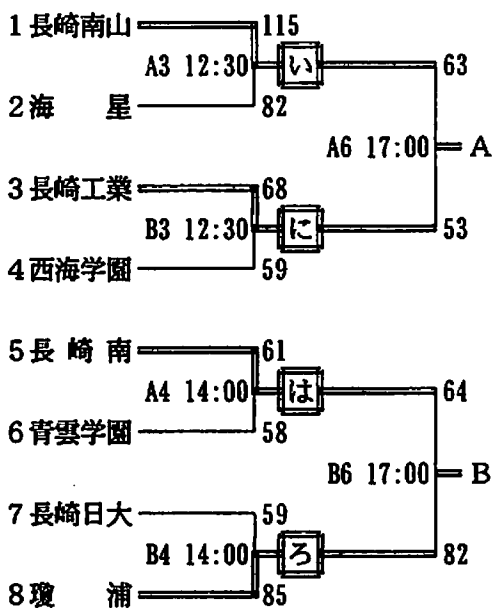 1 長崎南山 115
A3 12:30 い 63
2 海 星 82
A6 17:00 A
3 長崎工業 68
B3 12:30 に 53
4 西海学園 59
5 長崎南 61
A4 14:00 は 64
6 青雲学園 58
B6 17:00 B
7 長崎日大 59
B4 14:00 ろ 82
8 瓊 浦 85